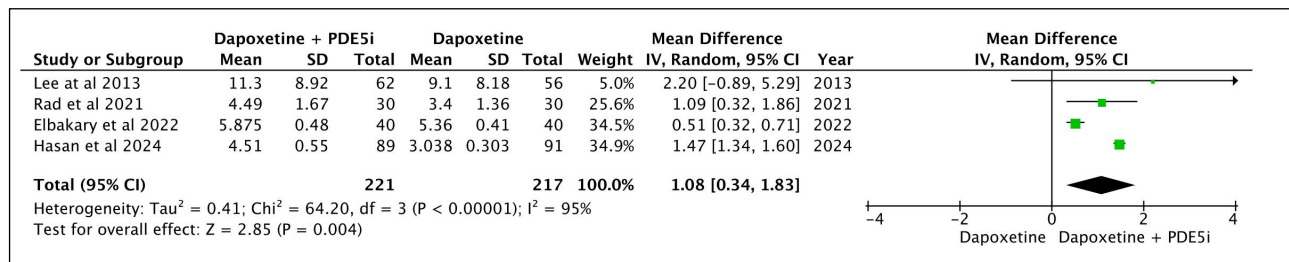 Dapoxetine + PDE5i Dapoxetine Mean Difference Mean Difference
Study or Subgroup Mean SD Total Mean SD Total Weight IV, Random, 95% CI Year IV, Random, 95% CI
Lee at al 2013 11.3 8.92 62 9.1 8.18 56 5.0% 2.20 [−0.89, 5.29] 2013
Rad et al 2021 4.49 1.67 30 3.4 1.36 30 25.6% 1.09 [0.32, 1.86] 2021
Elbakary et al 2022 5.875 0.48 40 5.36 0.41 40 34.5% 0.51 [0.32, 0.71] 2022
Hasan et al 2024 4.51 0.55 89 3.038 0.303 91 34.9% 1.47 [1.34, 1.60] 2024
Total (95% CI) 221 217 100.0% 1.08 [0.34, 1.83]
Heterogeneity: Tau² = 0.41; Chi² = 64.20, df = 3 (P < 0.00001); I² = 95%
Test for overall effect: Z = 2.85 (P = 0.004)
−4 −2 0 2 4
Dapoxetine Dapoxetine + PDE5i